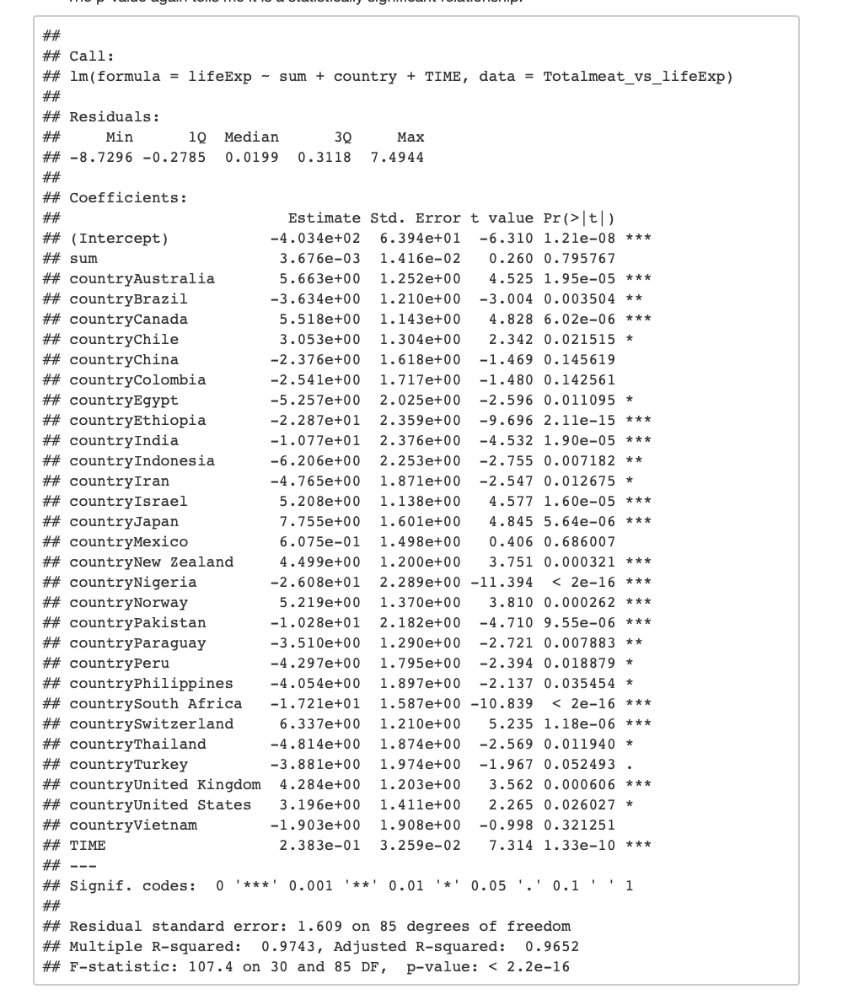 The p-value again tells me it is a statistically significant relationship.
##
## Call:
## lm(formula = lifeExp ~ sum + country + TIME, data = Totalmeat_vs_lifeExp)
##
## Residuals:
##     Min      1Q  Median      3Q     Max
## -8.7296 -0.2785  0.0199  0.3118  7.4944
##
## Coefficients:
##                         Estimate Std. Error t value Pr(>|t|)
## (Intercept)           -4.034e+02  6.394e+01  -6.310 1.21e-08 ***
## sum                    3.676e-03  1.416e-02   0.260 0.795767
## countryAustralia       5.663e+00  1.252e+00   4.525 1.95e-05 ***
## countryBrazil         -3.634e+00  1.210e+00  -3.004 0.003504 **
## countryCanada          5.518e+00  1.143e+00   4.828 6.02e-06 ***
## countryChile           3.053e+00  1.304e+00   2.342 0.021515 *
## countryChina          -2.376e+00  1.618e+00  -1.469 0.145619
## countryColombia       -2.541e+00  1.717e+00  -1.480 0.142561
## countryEgypt          -5.257e+00  2.025e+00  -2.596 0.011095 *
## countryEthiopia       -2.287e+01  2.359e+00  -9.696 2.11e-15 ***
## countryIndia          -1.077e+01  2.376e+00  -4.532 1.90e-05 ***
## countryIndonesia      -6.206e+00  2.253e+00  -2.755 0.007182 **
## countryIran           -4.765e+00  1.871e+00  -2.547 0.012675 *
## countryIsrael          5.208e+00  1.138e+00   4.577 1.60e-05 ***
## countryJapan           7.755e+00  1.601e+00   4.845 5.64e-06 ***
## countryMexico          6.075e-01  1.498e+00   0.406 0.686007
## countryNew Zealand     4.499e+00  1.200e+00   3.751 0.000321 ***
## countryNigeria        -2.608e+01  2.289e+00 -11.394  < 2e-16 ***
## countryNorway          5.219e+00  1.370e+00   3.810 0.000262 ***
## countryPakistan       -1.028e+01  2.182e+00  -4.710 9.55e-06 ***
## countryParaguay       -3.510e+00  1.290e+00  -2.721 0.007883 **
## countryPeru           -4.297e+00  1.795e+00  -2.394 0.018879 *
## countryPhilippines    -4.054e+00  1.897e+00  -2.137 0.035454 *
## countrySouth Africa   -1.721e+01  1.587e+00 -10.839  < 2e-16 ***
## countrySwitzerland     6.337e+00  1.210e+00   5.235 1.18e-06 ***
## countryThailand       -4.814e+00  1.874e+00  -2.569 0.011940 *
## countryTurkey         -3.881e+00  1.974e+00  -1.967 0.052493 .
## countryUnited Kingdom  4.284e+00  1.203e+00   3.562 0.000606 ***
## countryUnited States   3.196e+00  1.411e+00   2.265 0.026027 *
## countryVietnam        -1.903e+00  1.908e+00  -0.998 0.321251
## TIME                   2.383e-01  3.259e-02   7.314 1.33e-10 ***
## ---
## Signif. codes:  0 '***' 0.001 '**' 0.01 '*' 0.05 '.' 0.1 ' ' 1
##
## Residual standard error: 1.609 on 85 degrees of freedom
## Multiple R-squared:  0.9743, Adjusted R-squared:  0.9652
## F-statistic: 107.4 on 30 and 85 DF,  p-value: < 2.2e-16